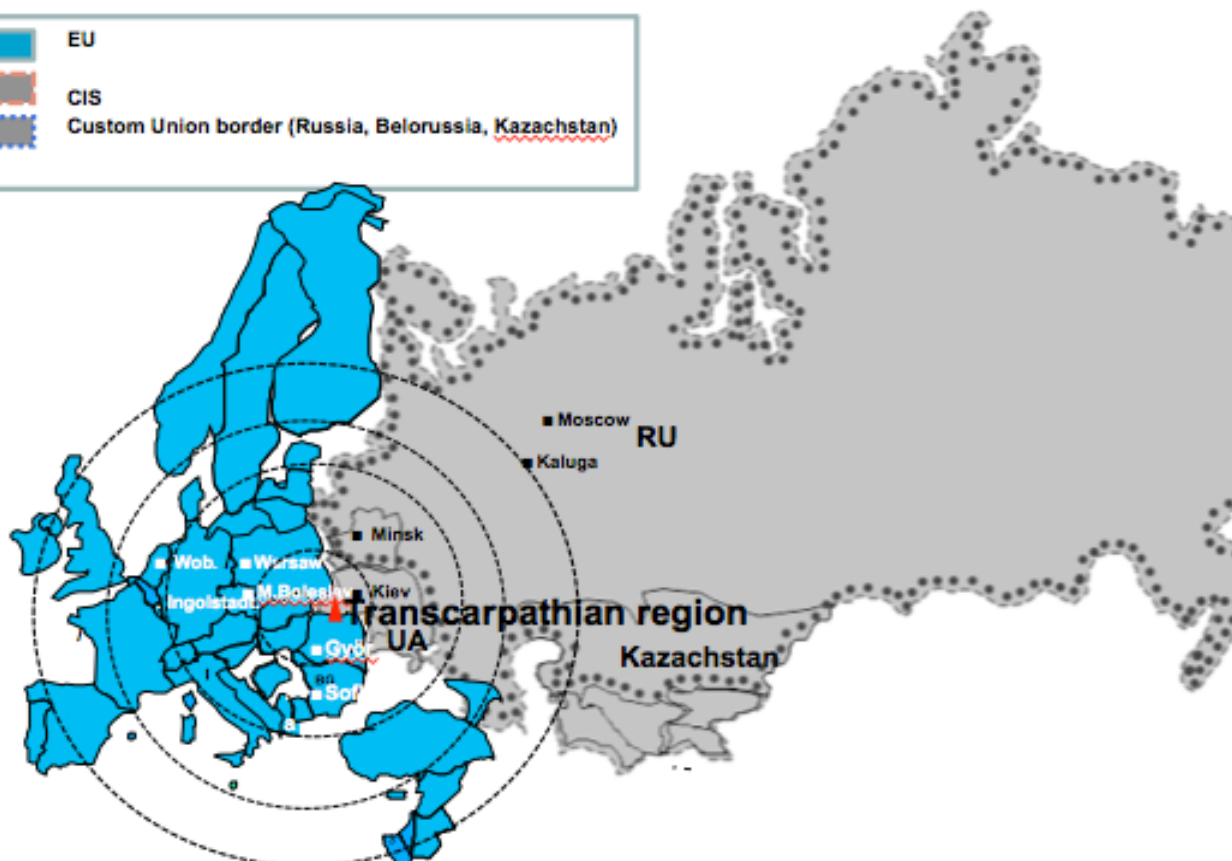 EU
CIS
Custom Union border (Russia, Belorussia, Kazachstan)
Moscow
RU
Kaluga
Minsk
Wob.
Warsaw
M.Boleslav
Kiev
Ingolstadt
Transcarpathian region
UA
Györ
Kazachstan
I
BG
Sof